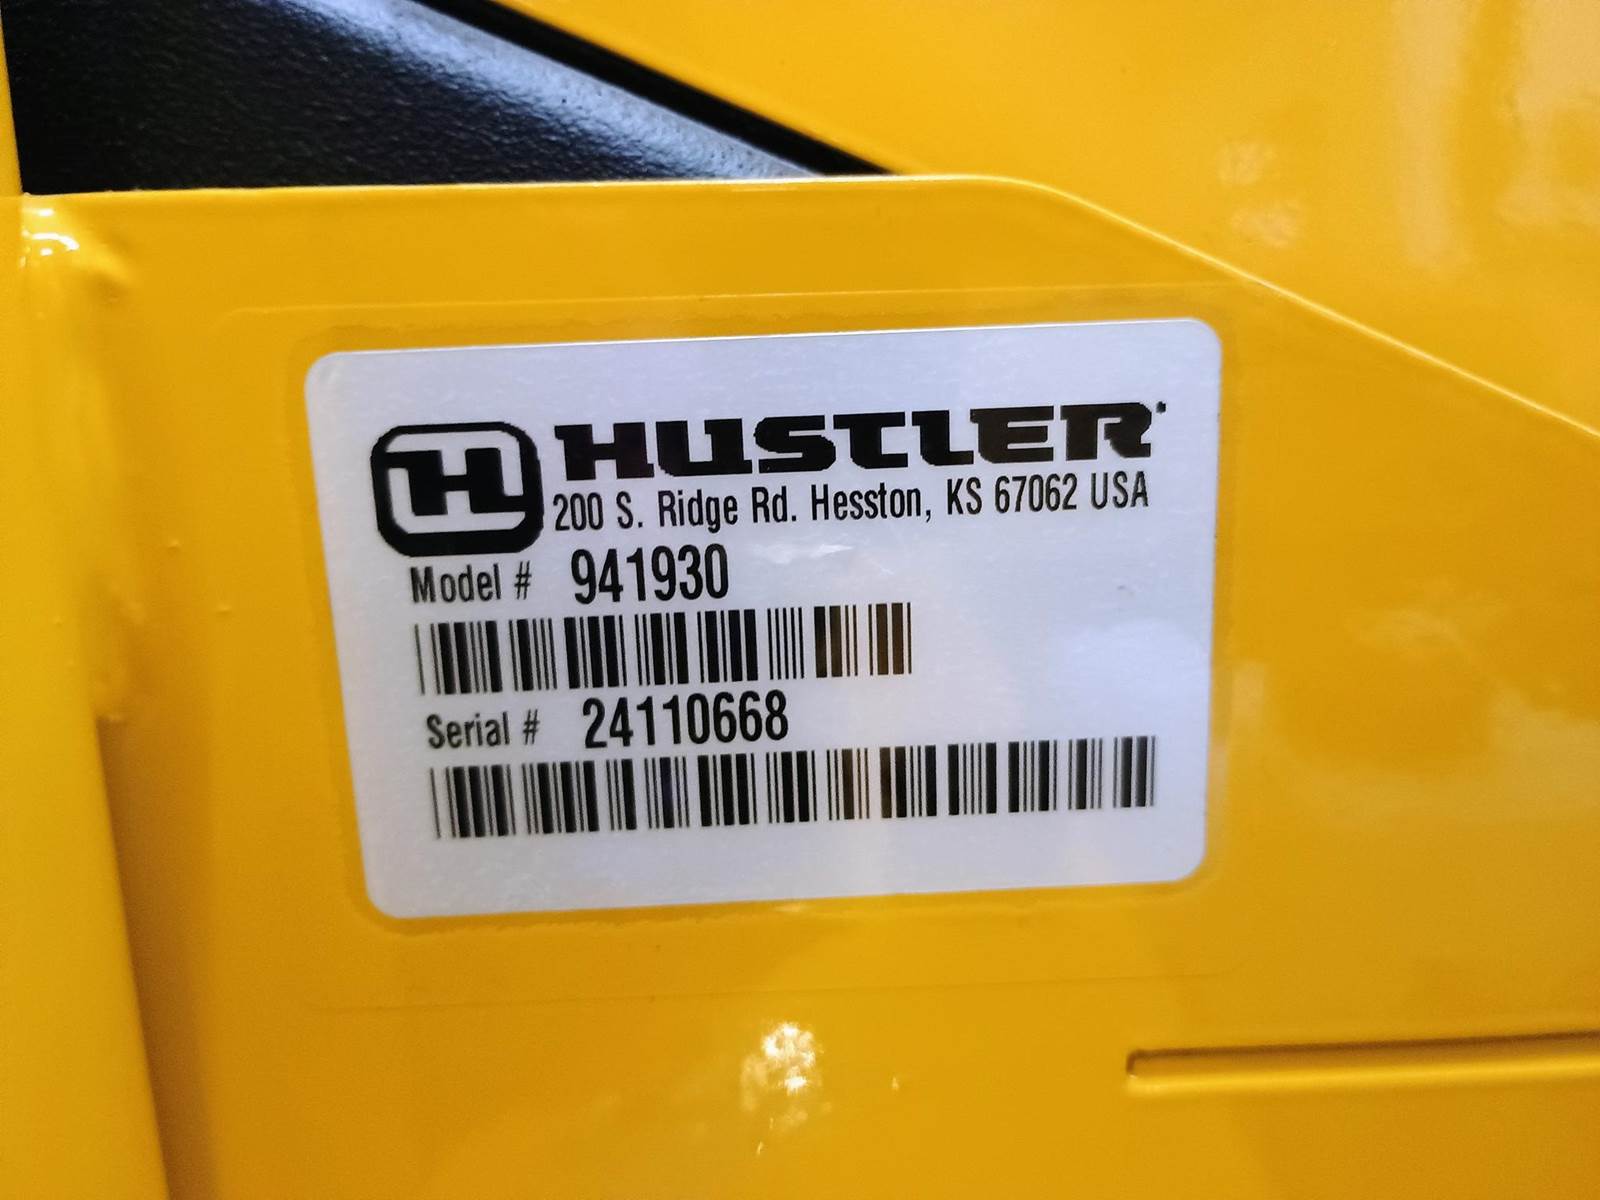 H HUSTLER
200 S. Ridge Rd. Hesston, KS 67062 USA
Model # 941930
Serial # 24110668